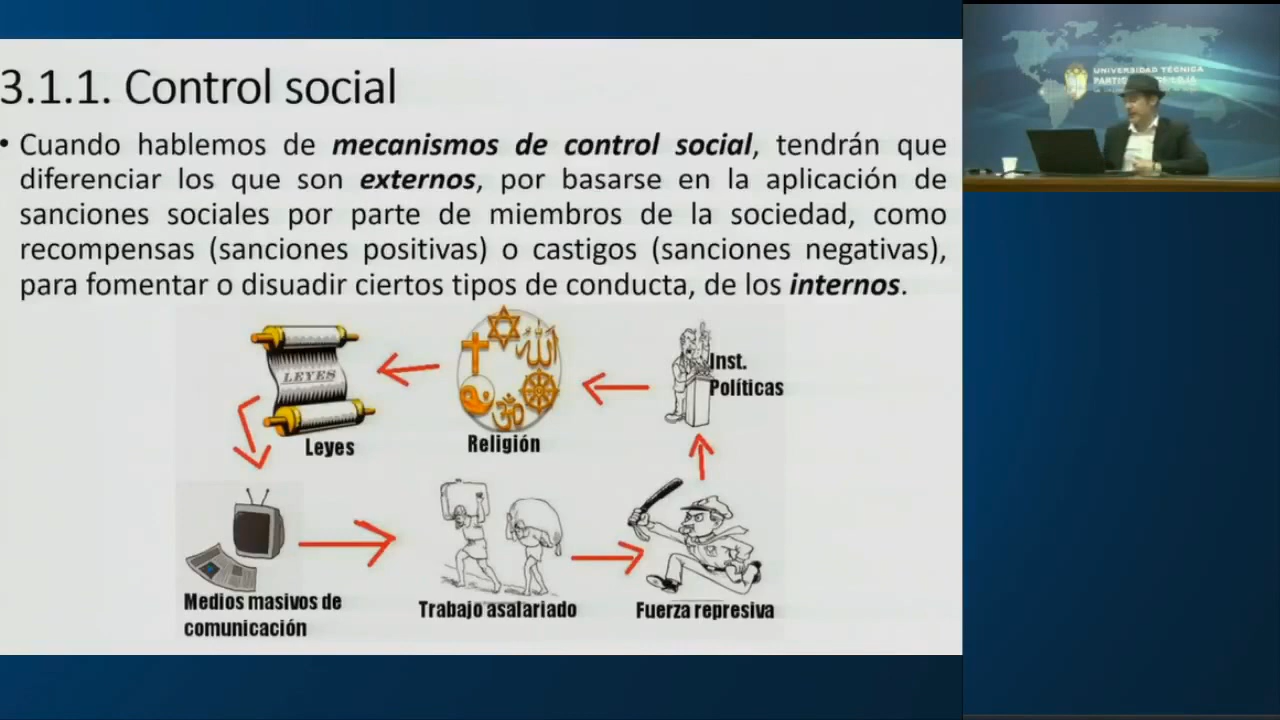 3.1.1. Control social
• Cuando hablemos de mecanismos de control social, tendrán que
diferenciar los que son externos, por basarse en la aplicación de
sanciones sociales por parte de miembros de la sociedad, como
recompensas (sanciones positivas) o castigos (sanciones negativas),
para fomentar o disuadir ciertos tipos de conducta, de los internos.
LEYES
Leyes
Religión
Inst.
Políticas
Medios masivos de
comunicación
Trabajo asalariado
Fuerza represiva
UNIVERSIDAD TÉCNICA